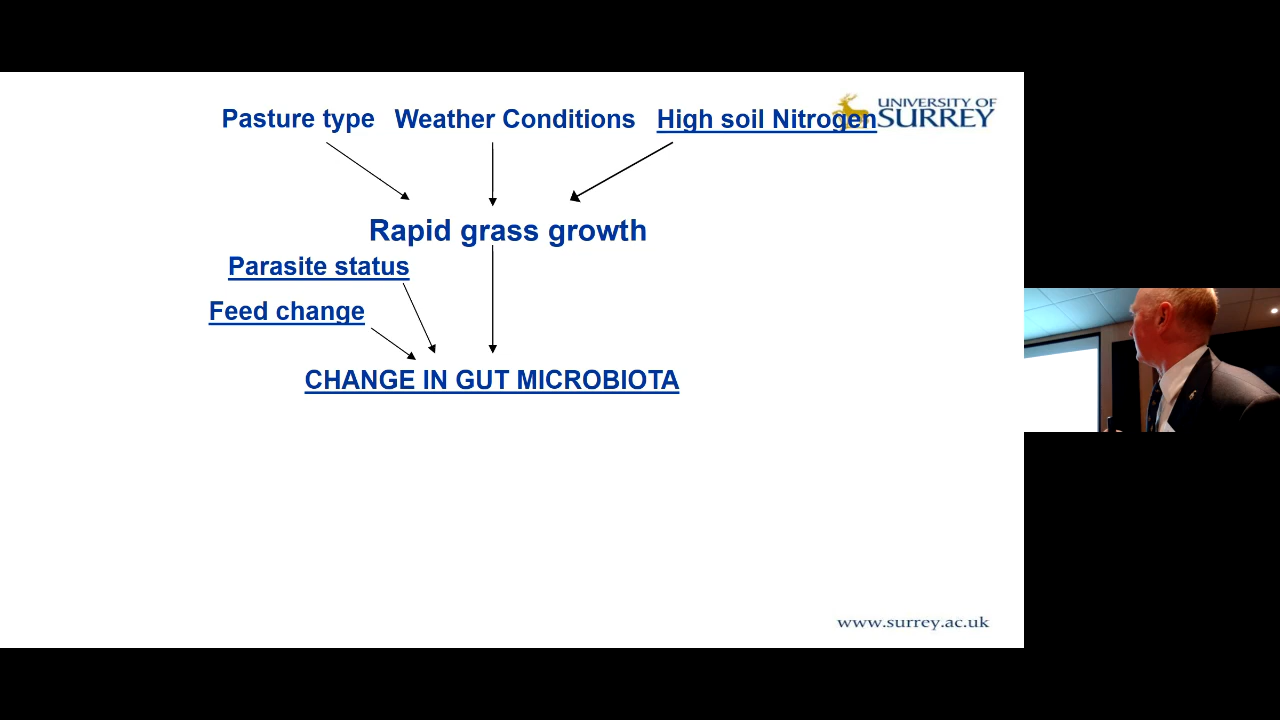 Pasture type Weather Conditions High soil Nitrogen
UNIVERSITY OF
SURREY
Rapid grass growth
Parasite status
Feed change
CHANGE IN GUT MICROBIOTA
www.surrey.ac.uk